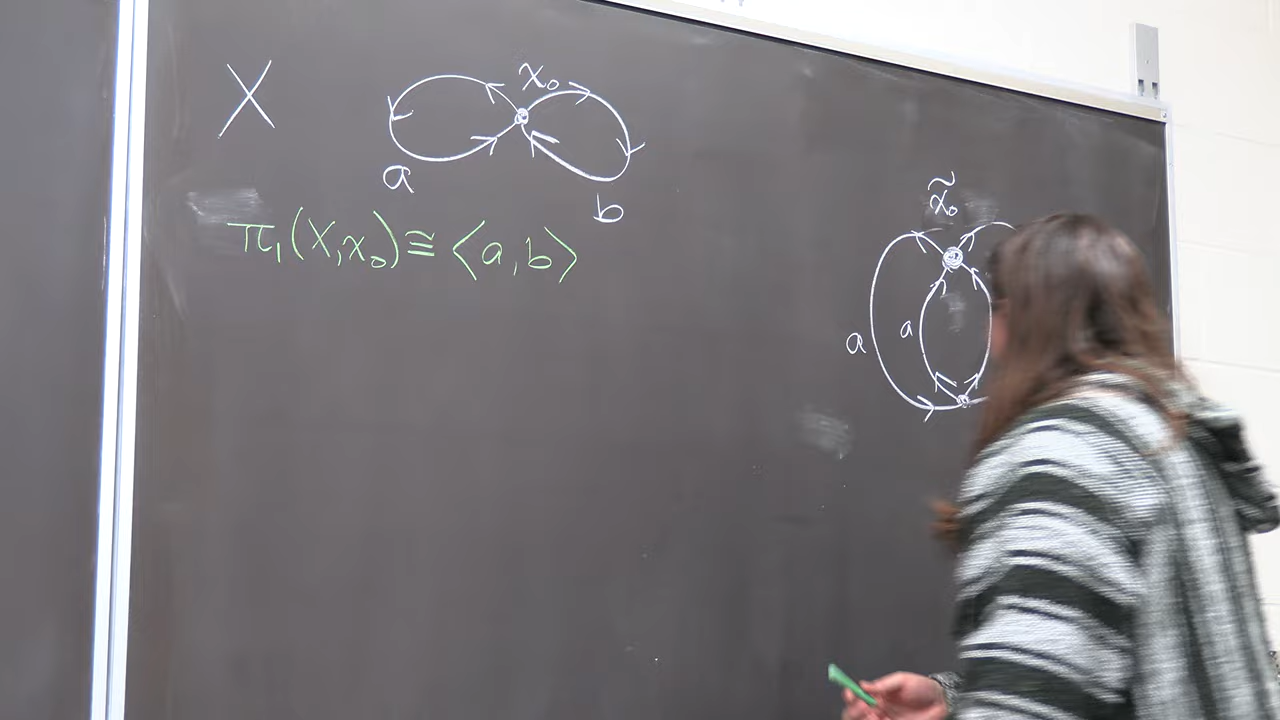 X
x₀
a
b
π₁(X,x₀)≅⟨a,b⟩
x̃₀
a
a